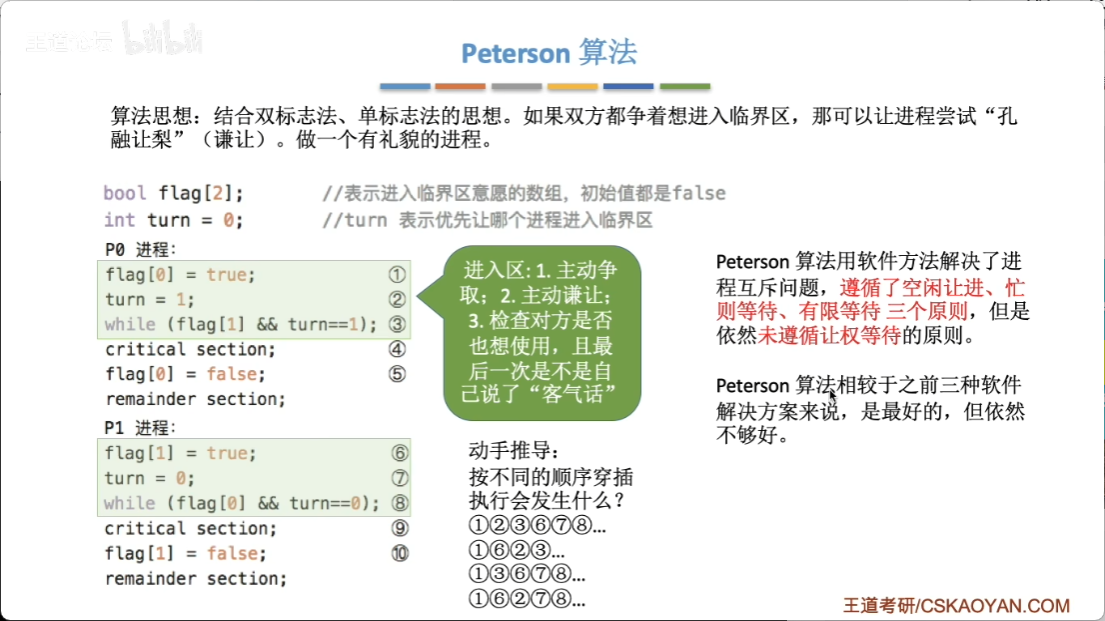 王道论坛 bilibili
Peterson 算法
算法思想：结合双标志法、单标志法的思想。如果双方都争着想进入临界区，那可以让进程尝试“孔
融让梨”（谦让）。做一个有礼貌的进程。
bool flag[2]; //表示进入临界区意愿的数组，初始值都是false
int turn = 0; //turn 表示优先让哪个进程进入临界区
P0 进程：
flag[0] = true; ①
turn = 1; ②
while (flag[1] && turn==1); ③
critical section; ④
flag[0] = false; ⑤
remainder section;
P1 进程：
flag[1] = true; ⑥
turn = 0; ⑦
while (flag[0] && turn==0); ⑧
critical section; ⑨
flag[1] = false; ⑩
remainder section;
进入区: 1. 主动争
取；2. 主动谦让；
3. 检查对方是否
也想使用，且最
后一次是不是自
己说了“客气话”
动手推导：
按不同的顺序穿插
执行会发生什么？
①②③⑥⑦⑧...
①⑥②③...
①③⑥⑦⑧...
①⑥②⑦⑧...
Peterson 算法用软件方法解决了进
程互斥问题，遵循了空闲让进、忙
则等待、有限等待 三个原则，但是
依然未遵循让权等待的原则。
Peterson 算法相较于之前三种软件
解决方案来说，是最好的，但依然
不够好。
王道考研/CSKAOYAN.COM